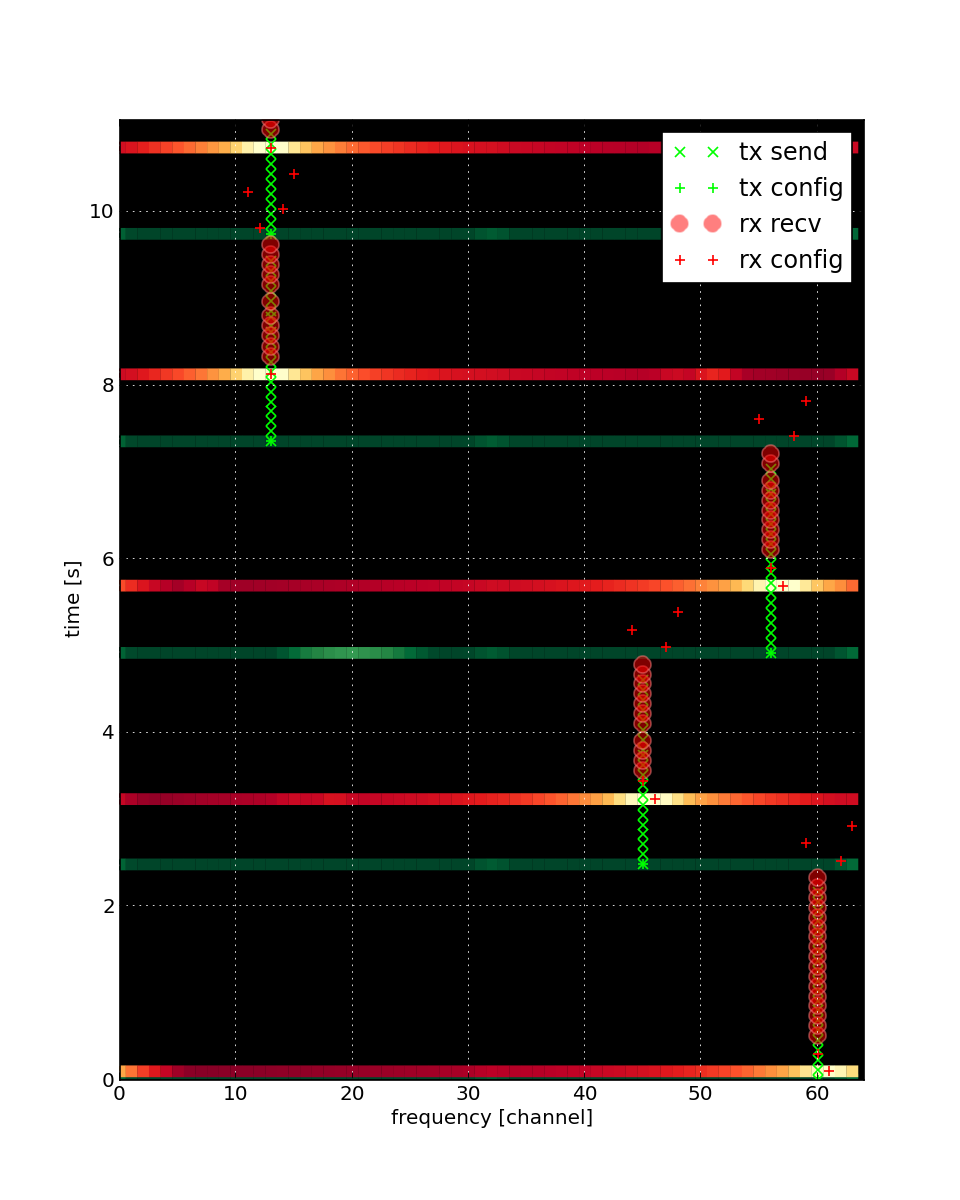 tx send
tx config
rx recv
rx config
10
8
6
4
2
0
time [s]
0 10 20 30 40 50 60
frequency [channel]